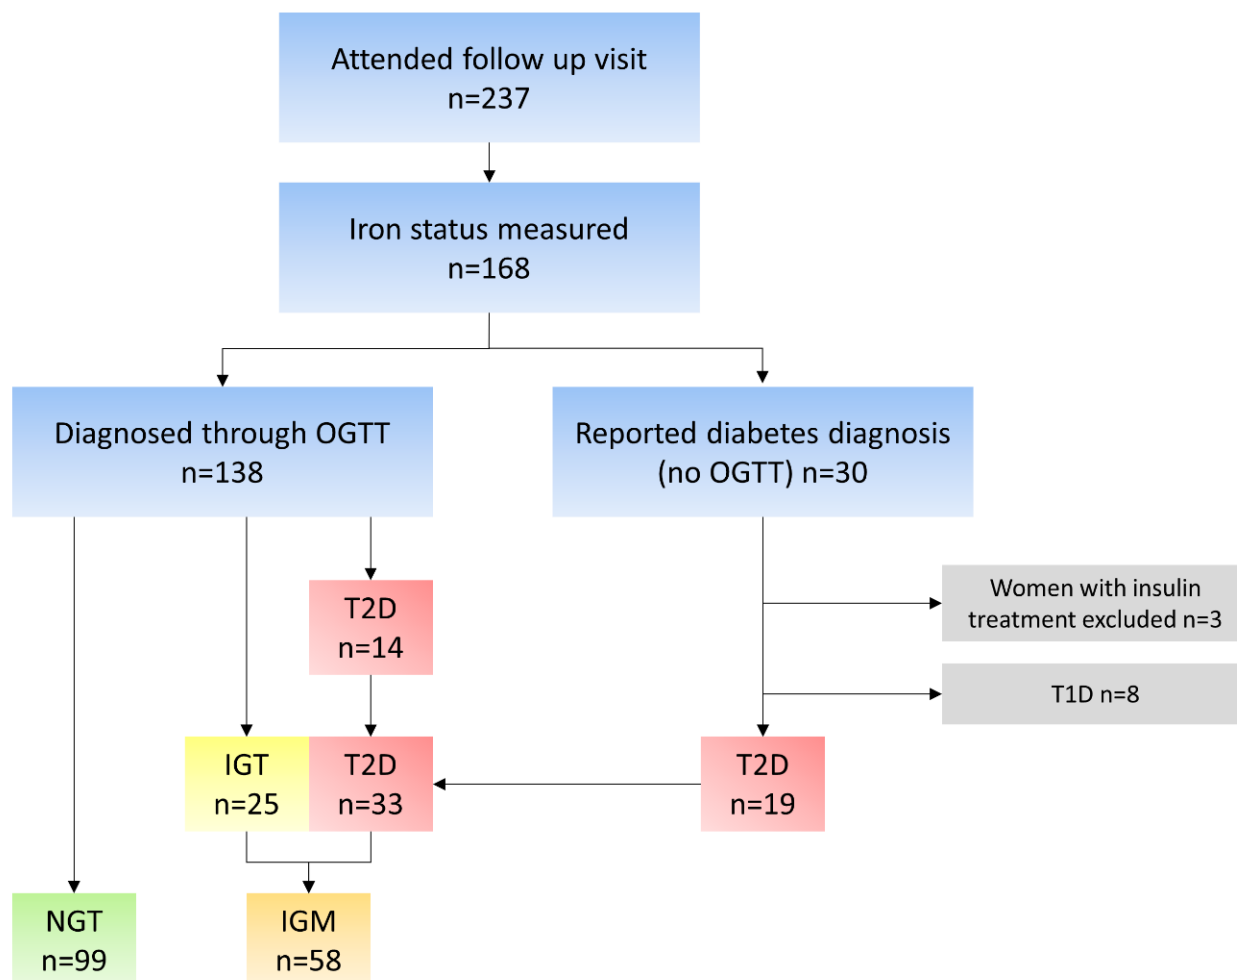 Attended follow up visit
n=237
Iron status measured
n=168
Diagnosed through OGTT
n=138
Reported diabetes diagnosis
(no OGTT) n=30
T2D
n=14
Women with insulin
treatment excluded n=3
T1D n=8
IGT
n=25
T2D
n=33
T2D
n=19
NGT
n=99
IGM
n=58